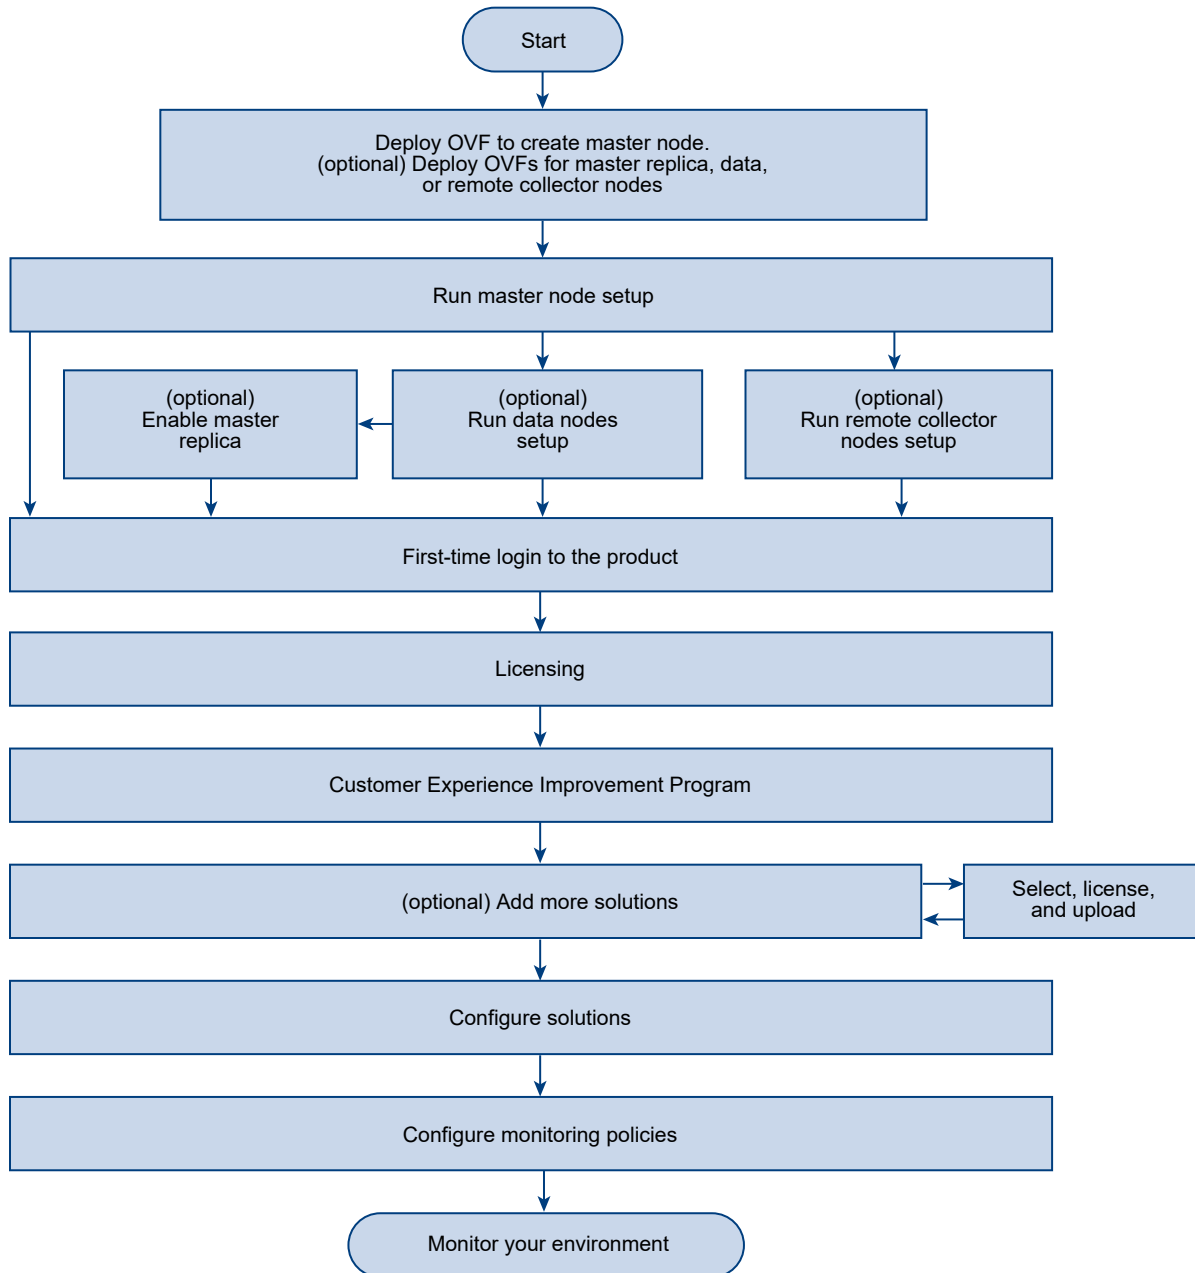 Start
Deploy OVF to create master node.
(optional) Deploy OVFs for master replica, data,
or remote collector nodes
Run master node setup
(optional)
Enable master
replica
(optional)
Run data nodes
setup
(optional)
Run remote collector
nodes setup
First-time login to the product
Licensing
Customer Experience Improvement Program
(optional) Add more solutions
Select, license,
and upload
Configure solutions
Configure monitoring policies
Monitor your environment